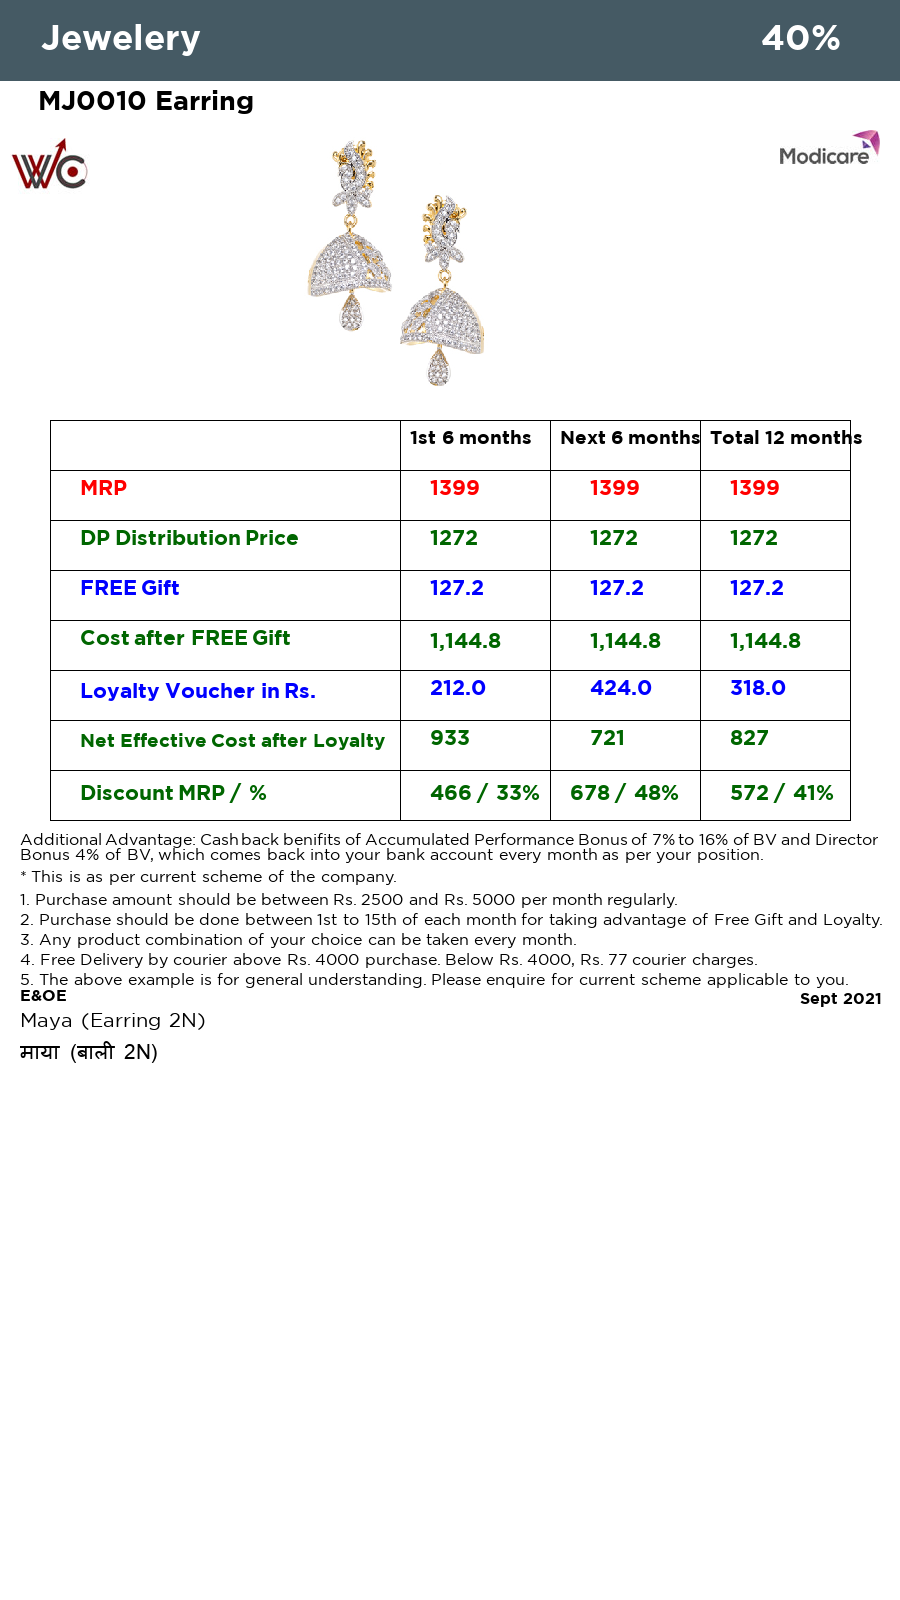 Jewelery 40%
MJ0010 Earring
WC
Modicare
1st 6 months Next 6 months Total 12 months
MRP 1399 1399 1399
DP Distribution Price 1272 1272 1272
FREE Gift 127.2 127.2 127.2
Cost after FREE Gift 1,144.8 1,144.8 1,144.8
Loyalty Voucher in Rs. 212.0 424.0 318.0
Net Effective Cost after Loyalty 933 721 827
Discount MRP / % 466 / 33% 678 / 48% 572 / 41%
Additional Advantage: Cashback benifits of Accumulated Performance Bonus of 7% to 16% of BV and Director
Bonus 4% of BV, which comes back into your bank account every month as per your position.
* This is as per current scheme of the company.
1. Purchase amount should be between Rs. 2500 and Rs. 5000 per month regularly.
2. Purchase should be done between 1st to 15th of each month for taking advantage of Free Gift and Loyalty.
3. Any product combination of your choice can be taken every month.
4. Free Delivery by courier above Rs. 4000 purchase. Below Rs. 4000, Rs. 77 courier charges.
5. The above example is for general understanding. Please enquire for current scheme applicable to you.
E&OE Sept 2021
Maya (Earring 2N)
माया (बाली 2N)